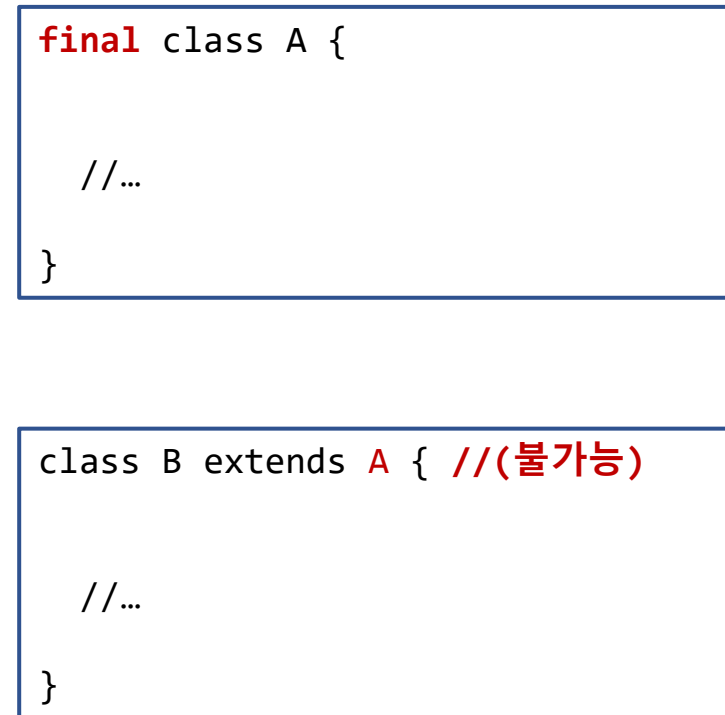 final class A {
//…
}
class B extends A { //(불가능)
//…
}